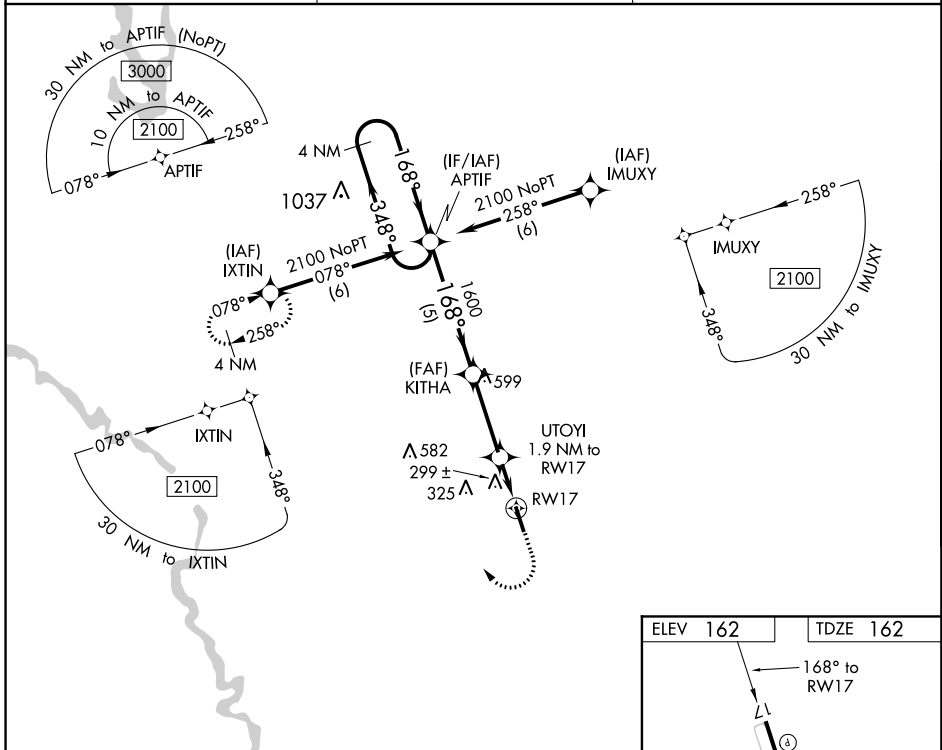 30 NM to APTIF (NoPT)
3000
10 NM to APTIF
2100
258°
078°
APTIF
4 NM
168°
348°
1037
(IF/IAF)
APTIF
(IAF)
IMUXY
2100 NoPT
258°
(6)
(IAF)
IXTIN
2100 NoPT
078°
(6)
078°
258°
4 NM
1600
168°
(5)
258°
IMUXY
2100
348°
30 NM to IMUXY
(FAF)
KITHA
599
078°
IXTIN
2100
348°
30 NM to IXTIN
UTOYI
1.9 NM to
RW17
582
299 ±
325
RW17
ELEV 162
TDZE 162
168° to
RW17
17
P